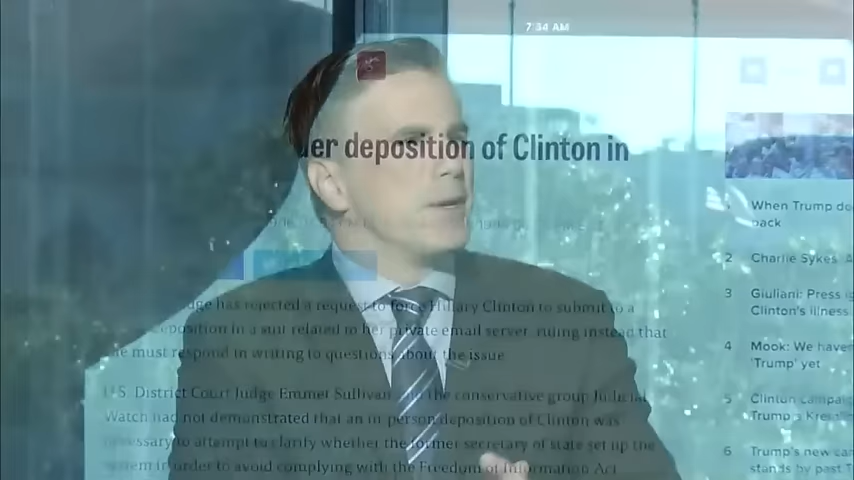 7:34 AM
der deposition of Clinton in
When Trump do
back
2 Charlie Sykes: A
3 Giuliani: Press ig
Clinton's illness
4 Mook: We haven
'Trump' yet
5 Clinton campaig
Trump's Kremlin
6 Trump's new can
stands by past T
dge has rejected a request to force Hillary Clinton to submit to a
deposition in a suit related to her private email server, ruling instead that
she must respond in writing to questions about the issue
U.S. District Court Judge Emmet Sullivan the conservative group Judicial
Watch had not demonstrated that an in-person deposition of Clinton was
necessary to attempt to clarify whether the former secretary of state set up the
system in order to avoid complying with the Freedom of Information Act